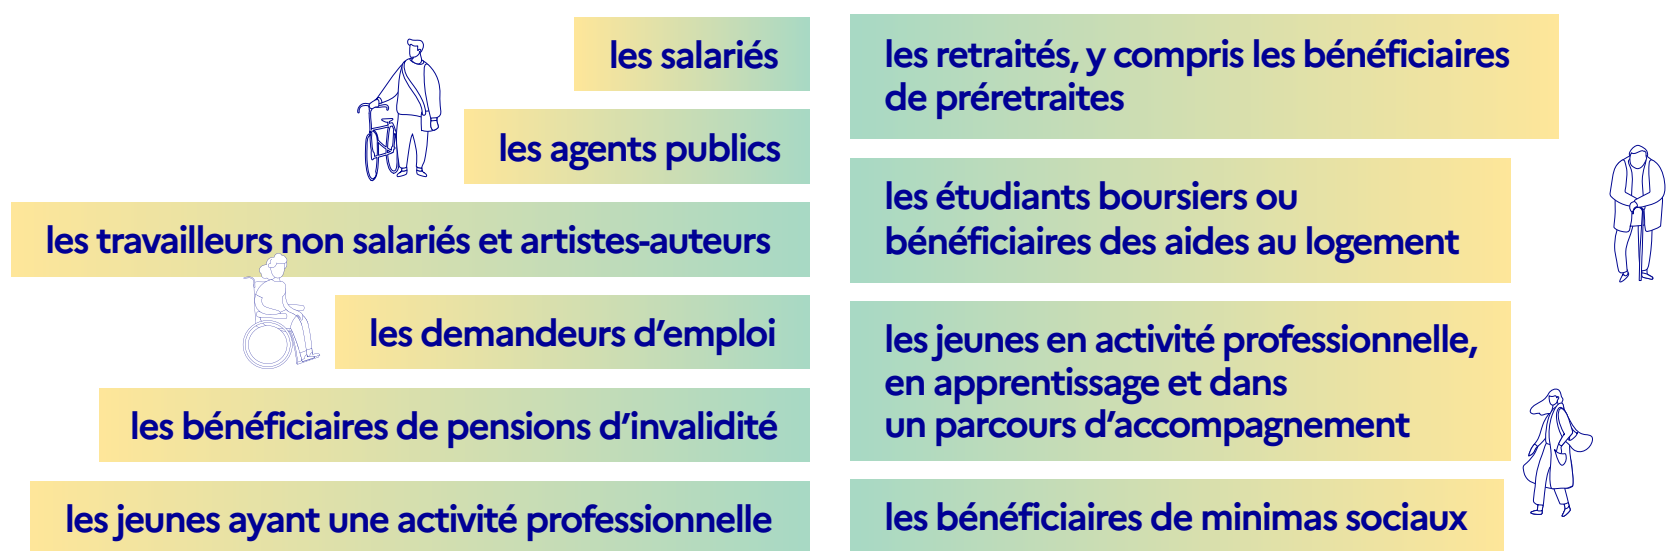 les salariés
les agents publics
les travailleurs non salariés et artistes-auteurs
les demandeurs d’emploi
les bénéficiaires de pensions d’invalidité
les jeunes ayant une activité professionnelle
les retraités, y compris les bénéficiaires
de préretraites
les étudiants boursiers ou
bénéficiaires des aides au logement
les jeunes en activité professionnelle,
en apprentissage et dans
un parcours d’accompagnement
les bénéficiaires de minimas sociaux